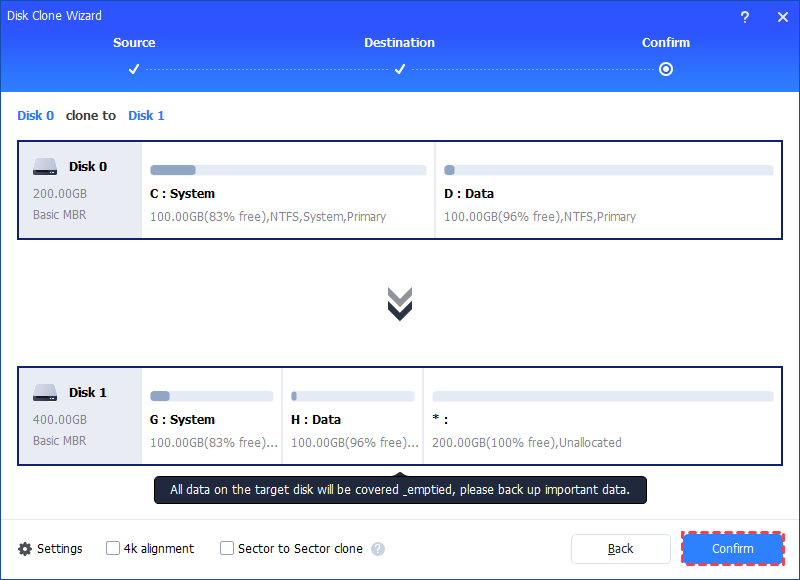 Disk Clone Wizard
? ✕
Source Destination Confirm
Disk 0 clone to Disk 1
Disk 0
200.00GB
Basic MBR
C : System
100.00GB(83% free),NTFS,System,Primary
D : Data
100.00GB(96% free),NTFS,Primary
Disk 1
400.00GB
Basic MBR
G : System
100.00GB(83% free)...
H : Data
100.00GB(96% free)...
* :
200.00GB(100% free),Unallocated
All data on the target disk will be covered _emptied, please back up important data.
Settings
4k alignment
Sector to Sector clone ?
Back
Confirm